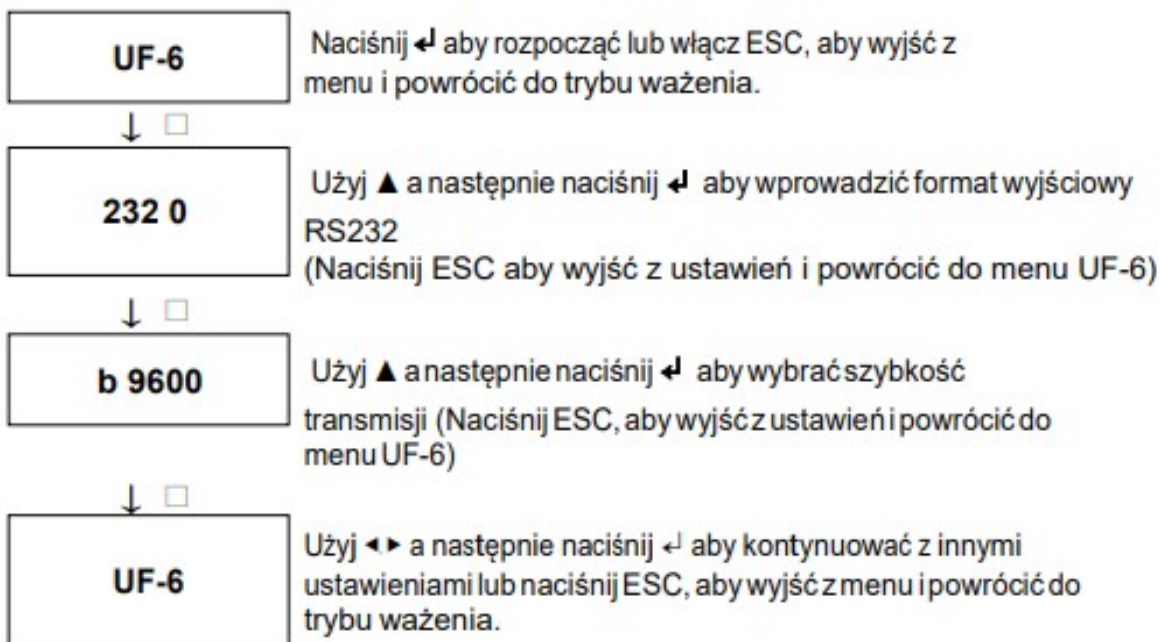 UF-6
Naciśnij ↲ aby rozpocząć lub włącz ESC, aby wyjść z
menu i powrócić do trybu ważenia.
↓ □
232 0
Użyj ▲ a następnie naciśnij ↲ aby wprowadzić format wyjściowy
RS232
(Naciśnij ESC aby wyjść z ustawień i powrócić do menu UF-6)
↓ □
b 9600
Użyj ▲ a następnie naciśnij ↲ aby wybrać szybkość
transmisji (Naciśnij ESC, aby wyjść z ustawień i powrócić do
menu UF-6)
↓ □
UF-6
Użyj ◄► a następnie naciśnij ↲ aby kontynuować z innymi
ustawieniami lub naciśnij ESC, aby wyjść z menu i powrócić do
trybu ważenia.